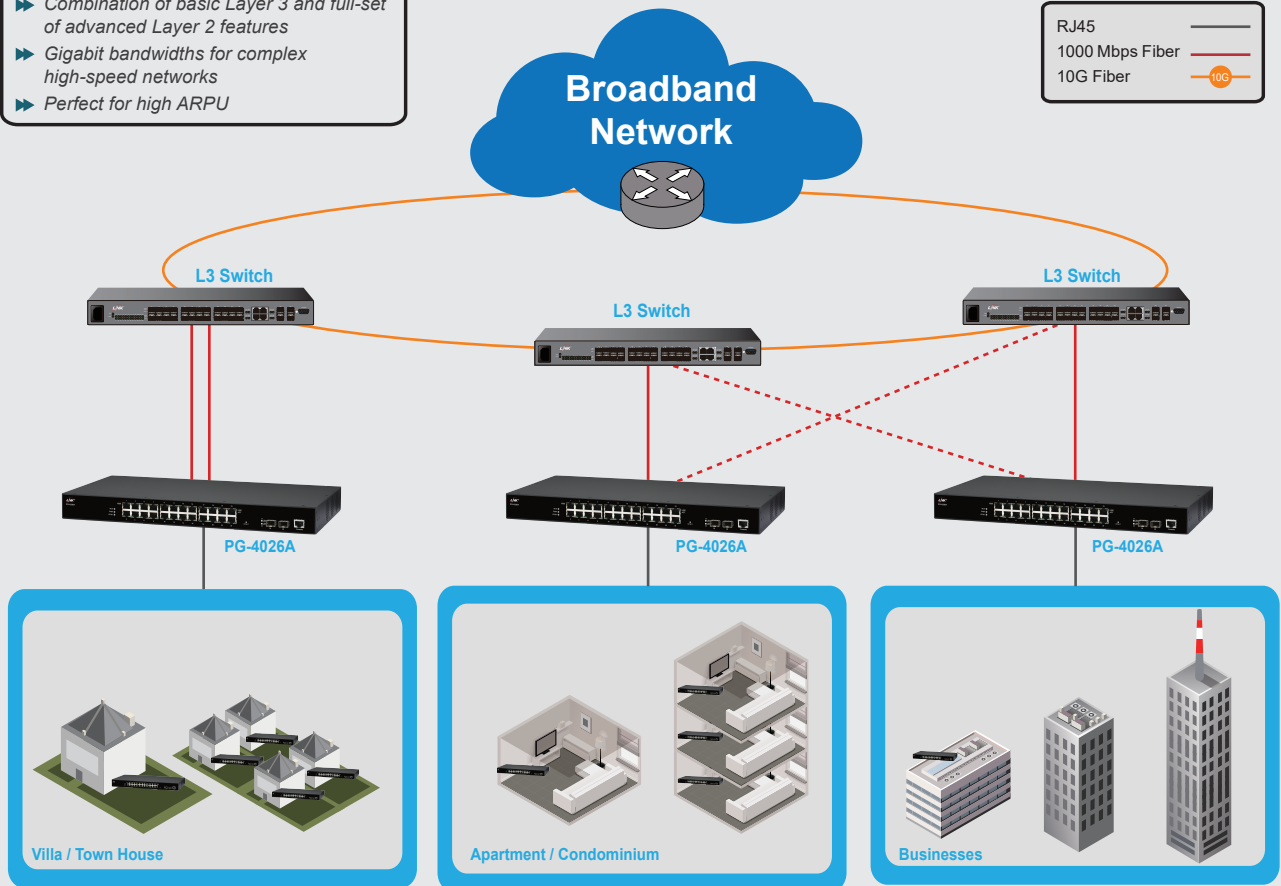 Combination of basic Layer 3 and full-set
of advanced Layer 2 features
Gigabit bandwidths for complex
high-speed networks
Perfect for high ARPU
Broadband
Network
RJ45
1000 Mbps Fiber
10G Fiber
10G
L3 Switch
L3 Switch
L3 Switch
PG-4026A
PG-4026A
PG-4026A
Villa / Town House
Apartment / Condominium
Businesses